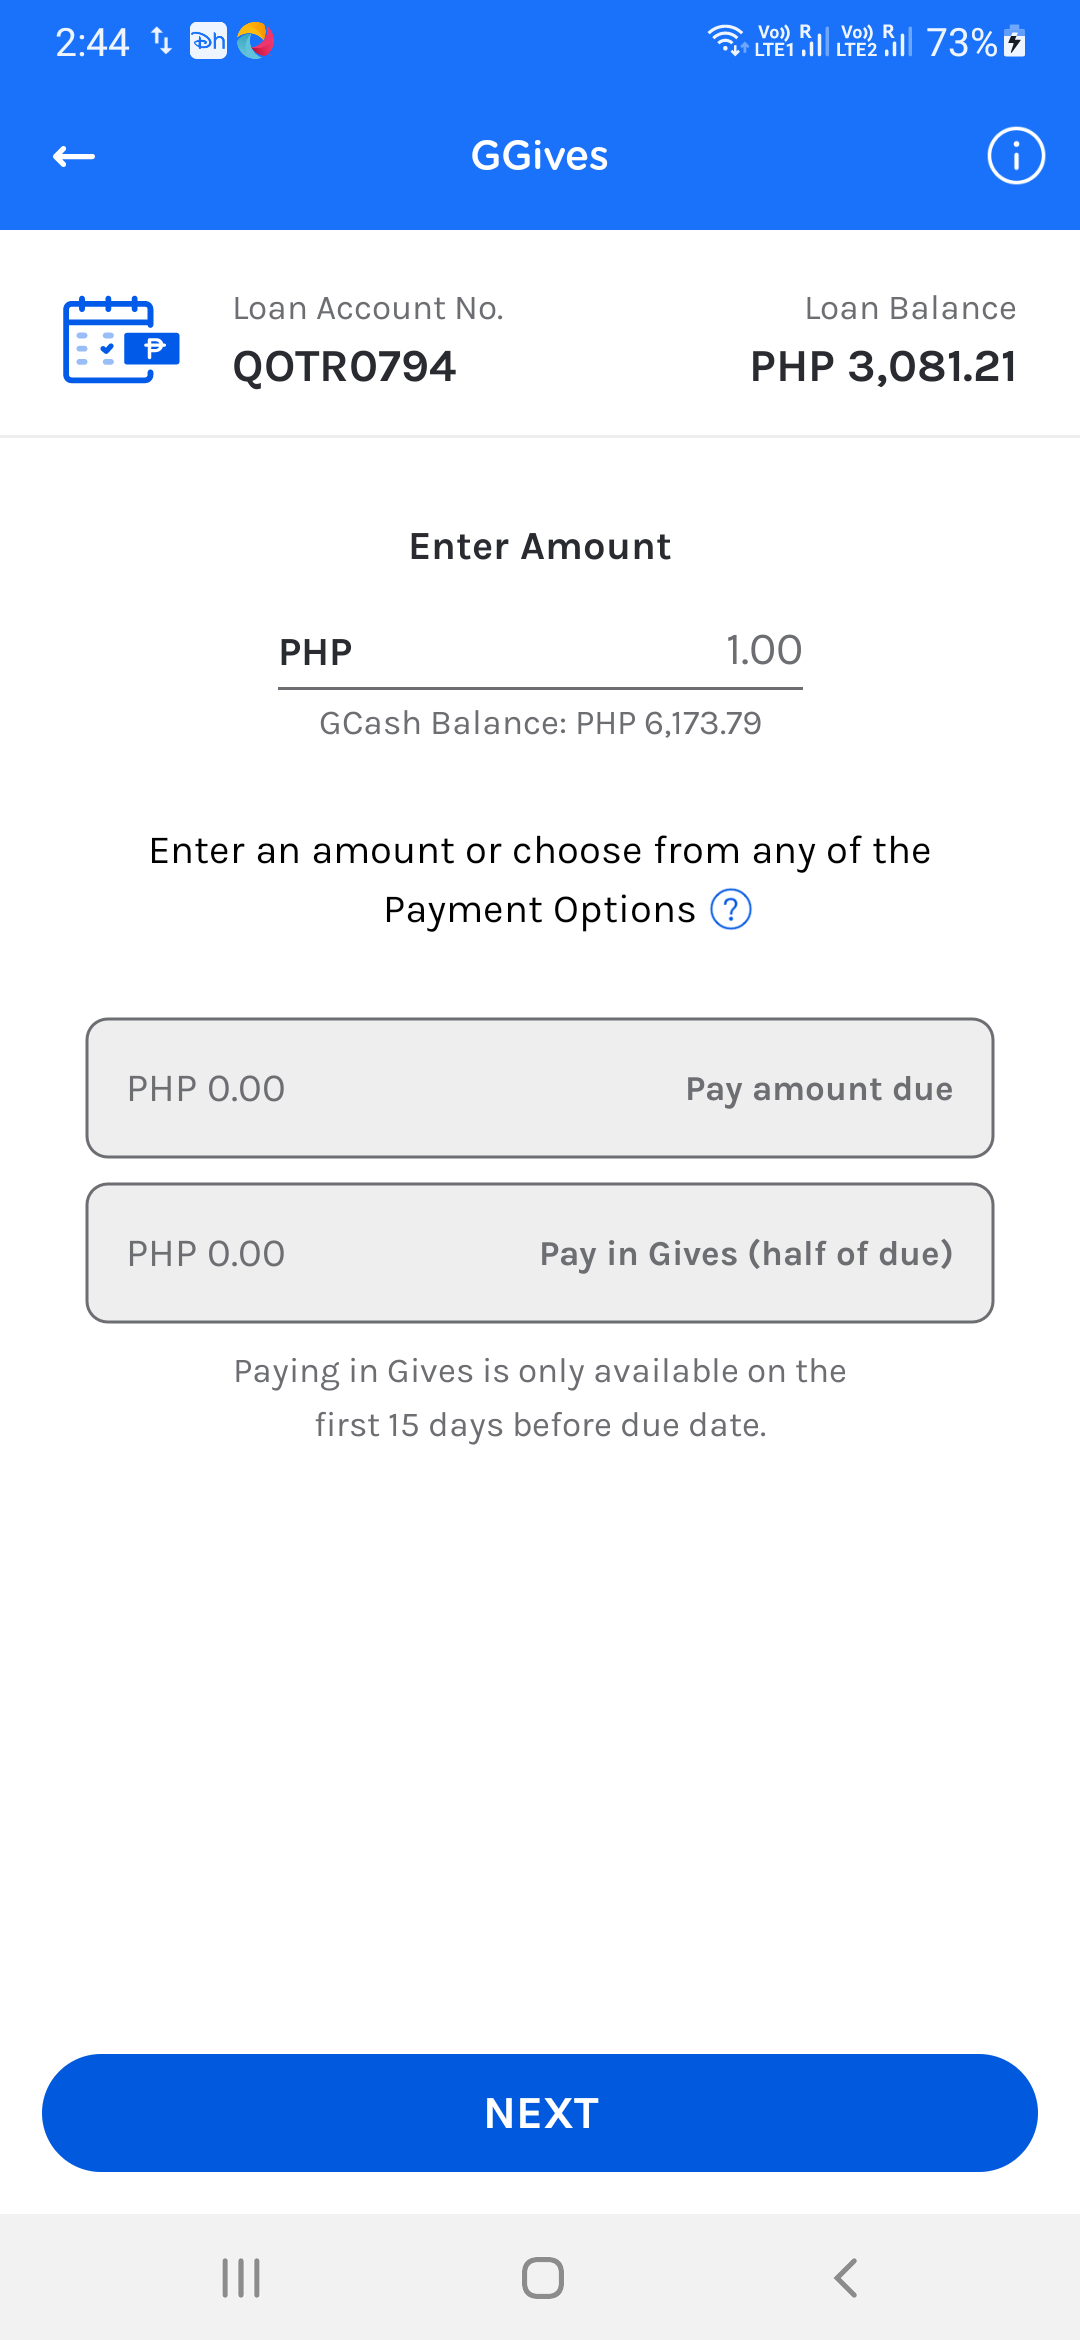 2:44
Dh
Vo)) R
LTE1
Vo)) R
LTE2
73%
GGives
i
Loan Account No.
Loan Balance
QOTR0794
PHP 3,081.21
Enter Amount
PHP 1.00
GCash Balance: PHP 6,173.79
Enter an amount or choose from any of the
Payment Options ?
PHP 0.00 Pay amount due
PHP 0.00 Pay in Gives (half of due)
Paying in Gives is only available on the
first 15 days before due date.
NEXT